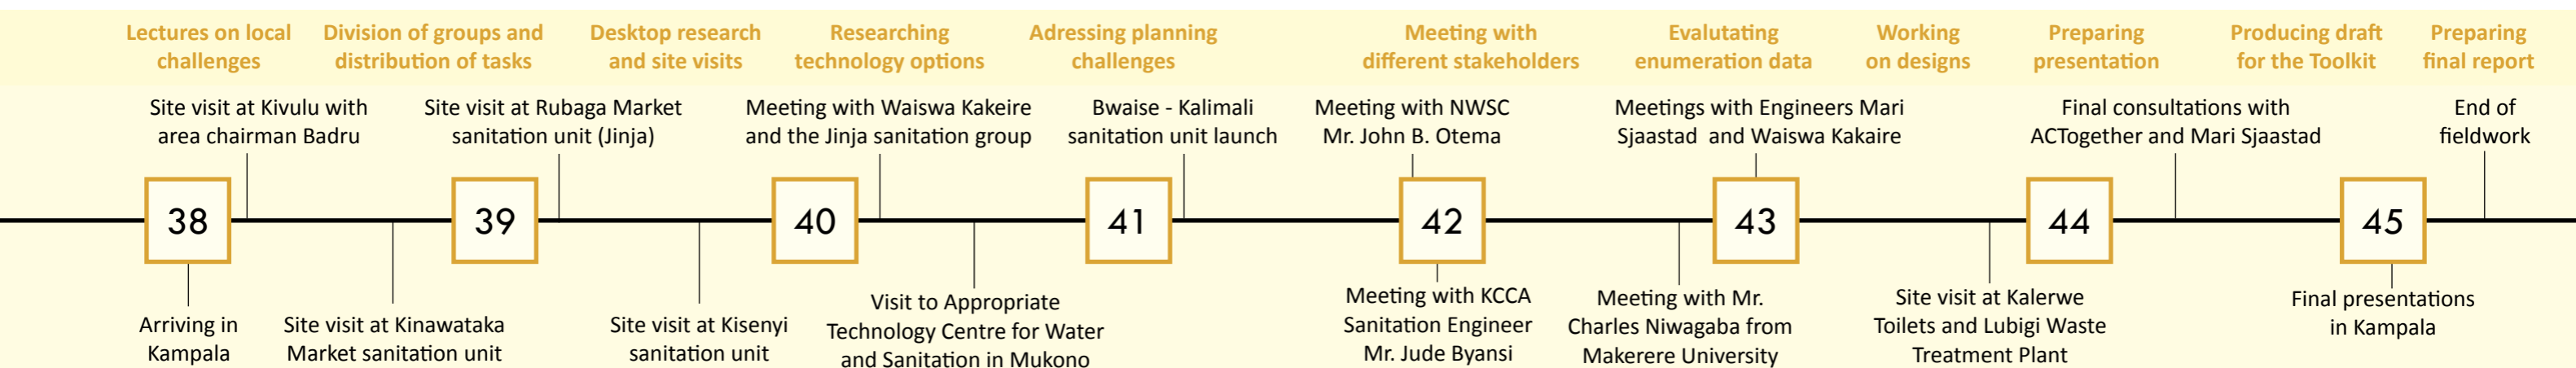 Lectures on local
challenges
Division of groups and
distribution of tasks
Desktop research
and site visits
Researching
technology options
Adressing planning
challenges
Meeting with
different stakeholders
Evalutating
enumeration data
Working
on designs
Preparing
presentation
Producing draft
for the Toolkit
Preparing
final report
Site visit at Kivulu with
area chairman Badru
Site visit at Rubaga Market
sanitation unit (Jinja)
Meeting with Waiswa Kakeire
and the Jinja sanitation group
Bwaise - Kalimali
sanitation unit launch
Meeting with NWSC
Mr. John B. Otema
Meetings with Engineers Mari
Sjaastad and Waiswa Kakaire
Final consultations with
ACTogether and Mari Sjaastad
End of
fieldwork
38
39
40
41
42
43
44
45
Arriving in
Kampala
Site visit at Kinawataka
Market sanitation unit
Site visit at Kisenyi
sanitation unit
Visit to Appropriate
Technology Centre for Water
and Sanitation in Mukono
Meeting with KCCA
Sanitation Engineer
Mr. Jude Byansi
Meeting with Mr.
Charles Niwagaba from
Makerere University
Site visit at Kalerwe
Toilets and Lubigi Waste
Treatment Plant
Final presentations
in Kampala